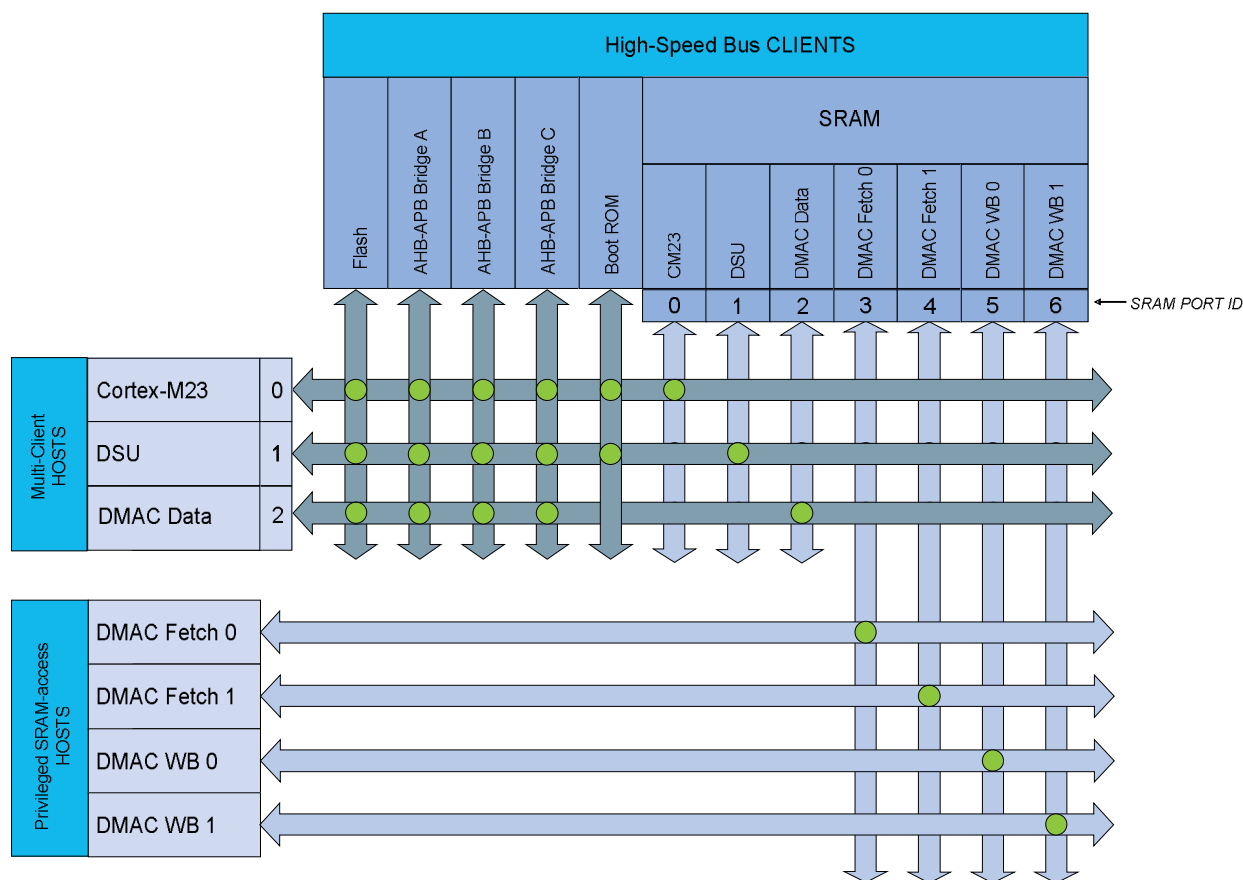 High-Speed Bus CLIENTS
SRAM
Flash
AHB-APB Bridge A
AHB-APB Bridge B
AHB-APB Bridge C
Boot ROM
CM23
DSU
DMAC Data
DMAC Fetch 0
DMAC Fetch 1
DMAC WB 0
DMAC WB 1
0 1 2 3 4 5 6
SRAM PORT ID
Multi-Client
HOSTS
Cortex-M23 0
DSU 1
DMAC Data 2
Privileged SRAM-access
HOSTS
DMAC Fetch 0
DMAC Fetch 1
DMAC WB 0
DMAC WB 1